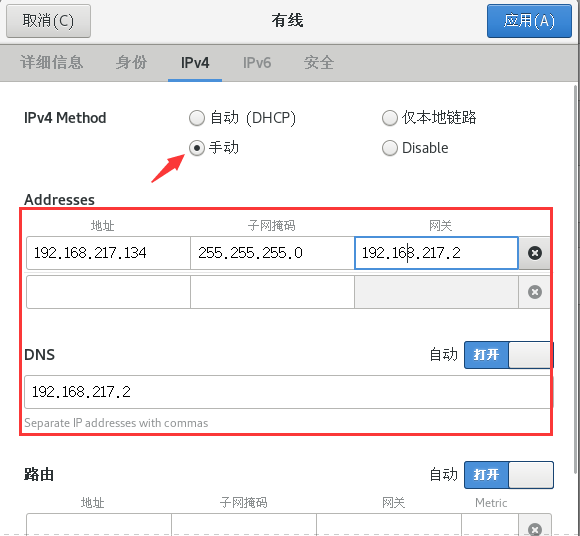 取消(C) 有线 应用(A)
详细信息 身份 IPv4 IPv6 安全
IPv4 Method 自动 (DHCP) 仅本地链路
手动 Disable
Addresses
地址 子网掩码 网关
192.168.217.134 255.255.255.0 192.168.217.2
DNS 自动 打开
192.168.217.2
Separate IP addresses with commas
路由 自动 打开
地址 子网掩码 网关 Metric